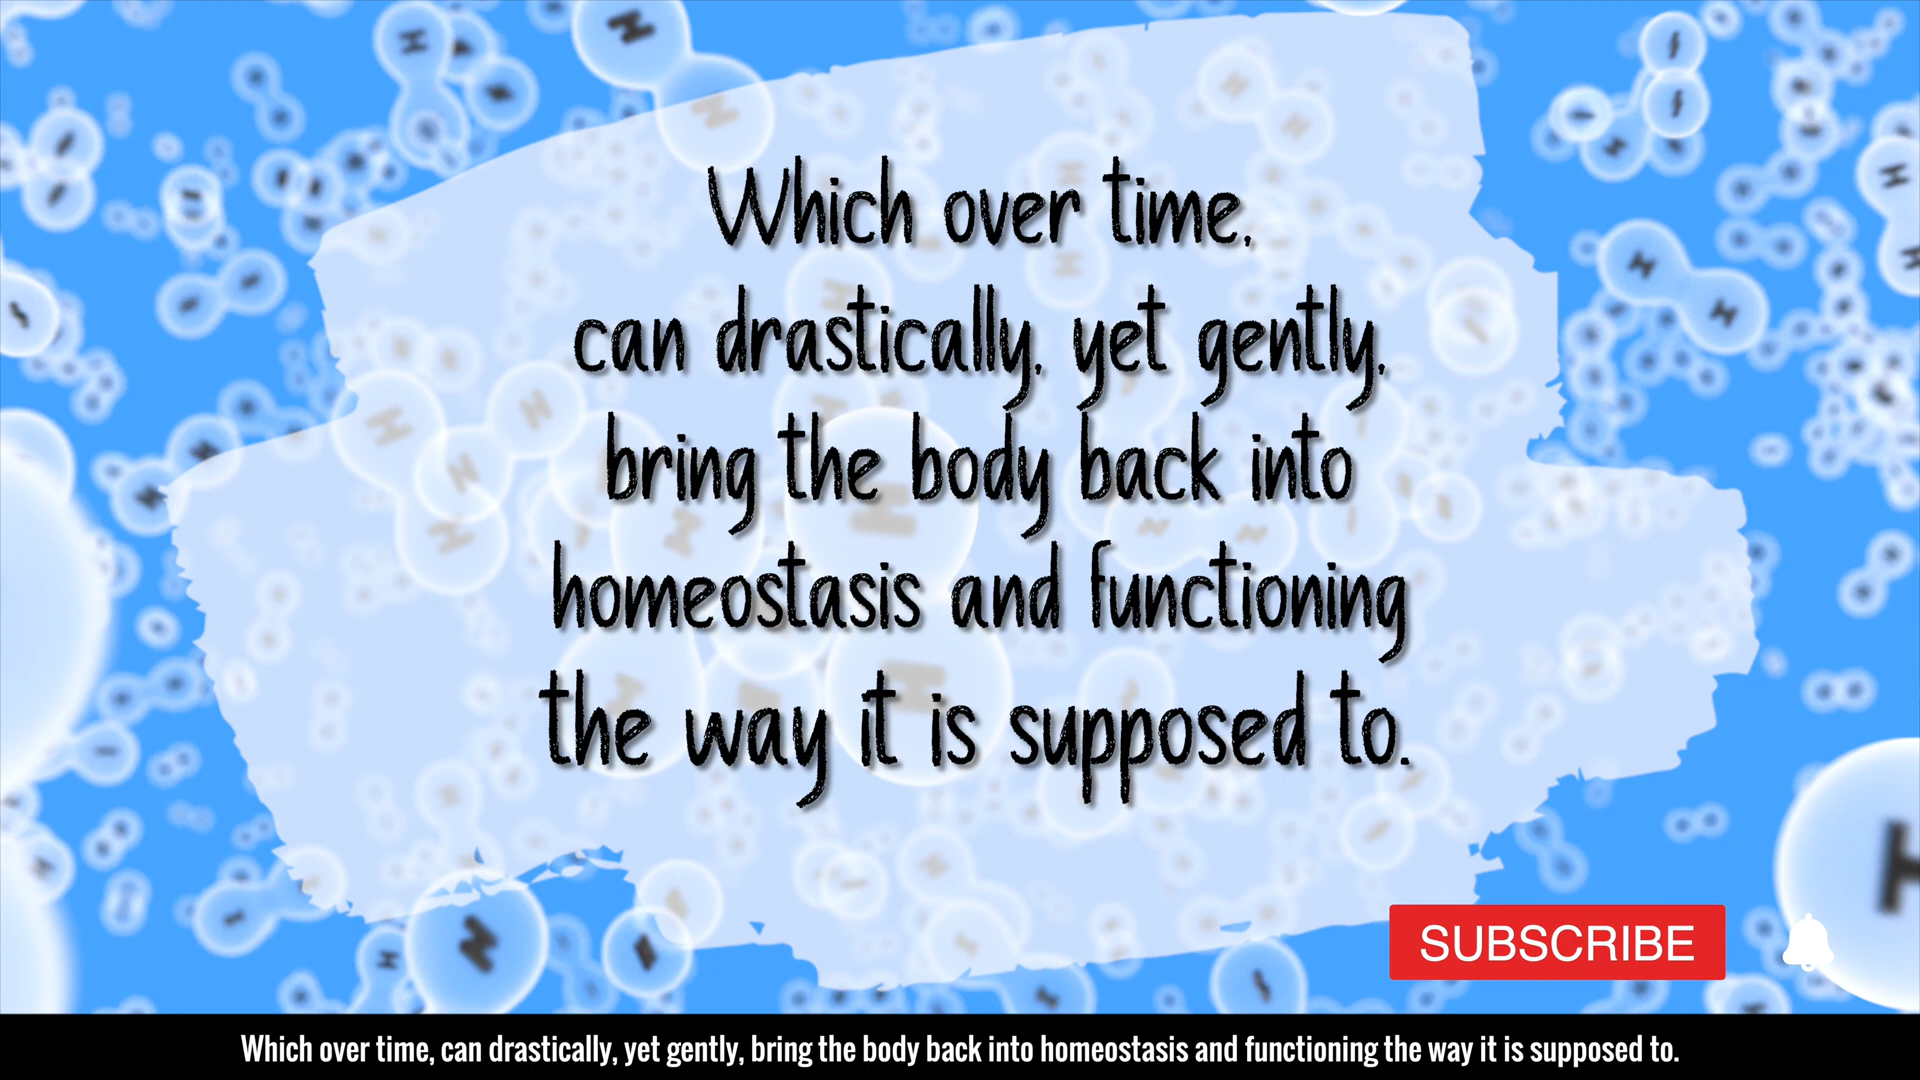 Which over time,
can drastically, yet gently,
bring the body back into
homeostasis and functioning
the way it is supposed to.
SUBSCRIBE
Which over time, can drastically, yet gently, bring the body back into homeostasis and functioning the way it is supposed to.